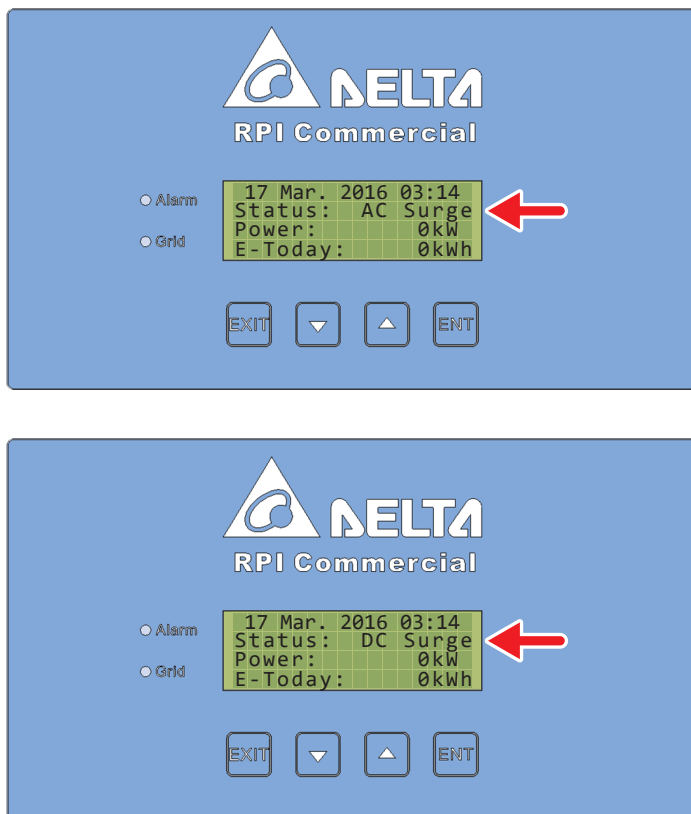 DELTA
RPI Commercial
Alarm
Grid
17 Mar. 2016 03:14
Status: AC Surge
Power: 0kW
E-Today: 0kWh
EXIT ENT
DELTA
RPI Commercial
Alarm
Grid
17 Mar. 2016 03:14
Status: DC Surge
Power: 0kW
E-Today: 0kWh
EXIT ENT